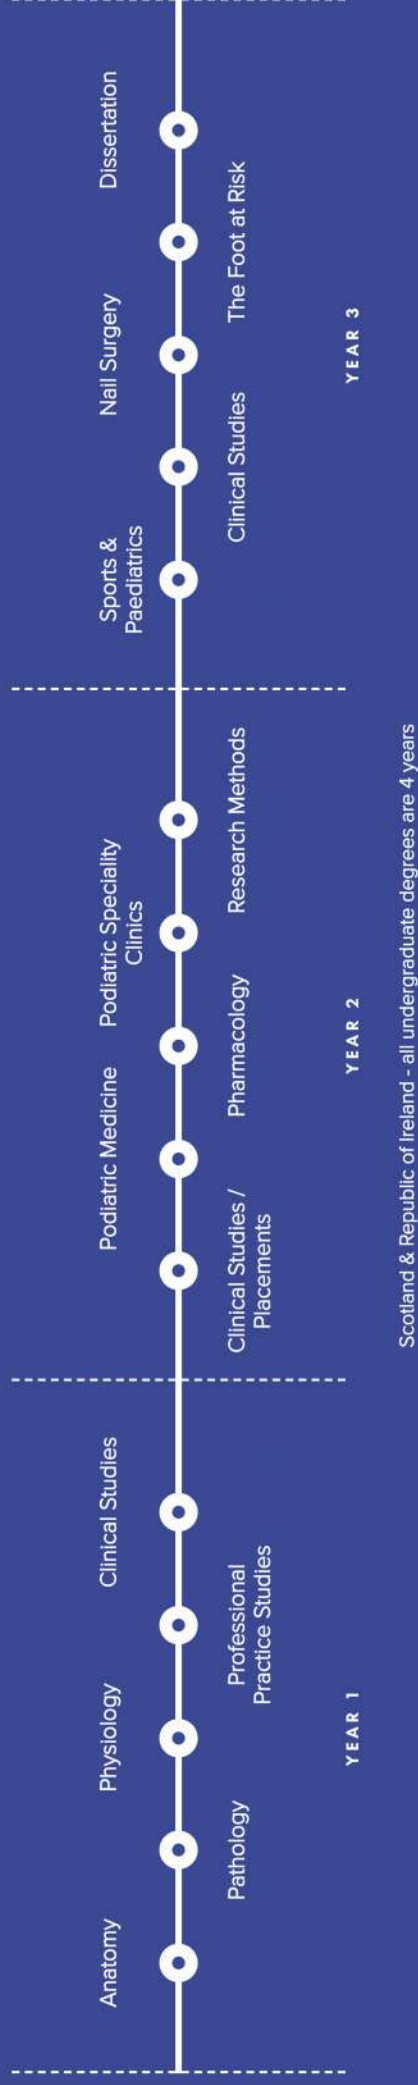 Anatomy
Pathology
Physiology
Professional
Practice Studies
Clinical Studies
YEAR 1
Clinical Studies /
Placements
Podiatric Medicine
Pharmacology
Podiatric Speciality
Clinics
Research Methods
YEAR 2
Sports &
Paediatrics
Clinical Studies
Nail Surgery
The Foot at Risk
Dissertation
YEAR 3
Scotland & Republic of Ireland - all undergraduate degrees are 4 years